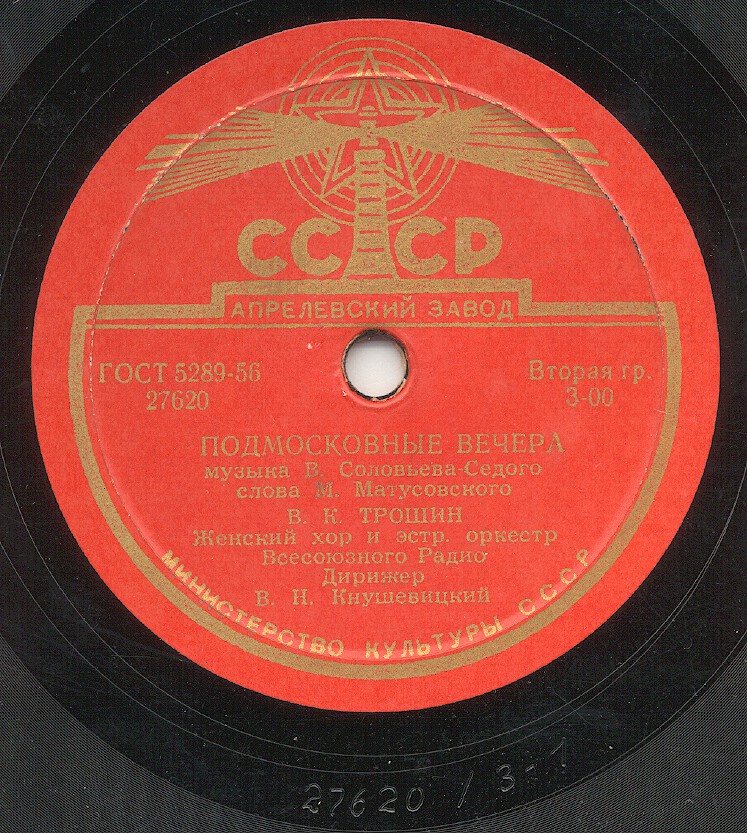 СССР
АПРЕЛЕВСКИЙ ЗАВОД
ГОСТ 5289-56
27620
Вторая гр.
3-00
ПОДМОСКОВНЫЕ ВЕЧЕРА
музыка В. Соловьева-Седого
слова М. Матусовского
В. К. ТРОШИН
Женский хор и эстр. оркестр
Всесоюзного Радио
Дирижер
В. Н. Кнушевицкий
МИНИСТЕРСТВО КУЛЬТУРЫ СССР
27620 / 3-1